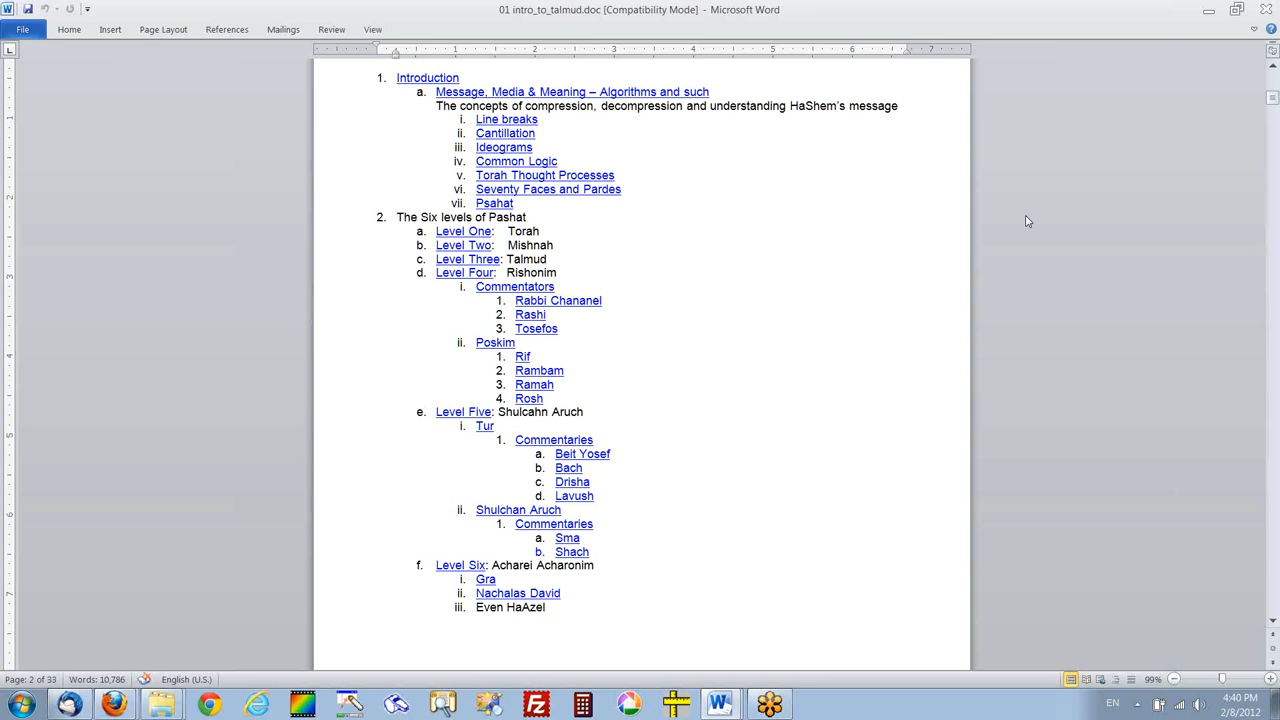 01 intro_to_talmud.doc [Compatibility Mode] - Microsoft Word
File Home Insert Page Layout References Mailings Review View
1 2 3 4 5 6 7
1. Introduction
a. Message, Media & Meaning – Algorithms and such
The concepts of compression, decompression and understanding HaShem's message
i. Line breaks
ii. Cantillation
iii. Ideograms
iv. Common Logic
v. Torah Thought Processes
vi. Seventy Faces and Pardes
vii. Psahat
2. The Six levels of Pashat
a. Level One: Torah
b. Level Two: Mishnah
c. Level Three: Talmud
d. Level Four: Rishonim
i. Commentators
1. Rabbi Chananel
2. Rashi
3. Tosefos
ii. Poskim
1. Rif
2. Rambam
3. Ramah
4. Rosh
e. Level Five: Shulcahn Aruch
i. Tur
1. Commentaries
a. Beit Yosef
b. Bach
c. Drisha
d. Lavush
ii. Shulchan Aruch
1. Commentaries
a. Sma
b. Shach
f. Level Six: Acharei Acharonim
i. Gra
ii. Nachalas David
iii. Even HaAzel
Page: 2 of 33 Words: 10,786 English (U.S.) 99%
EN 4:40 PM
2/8/2012